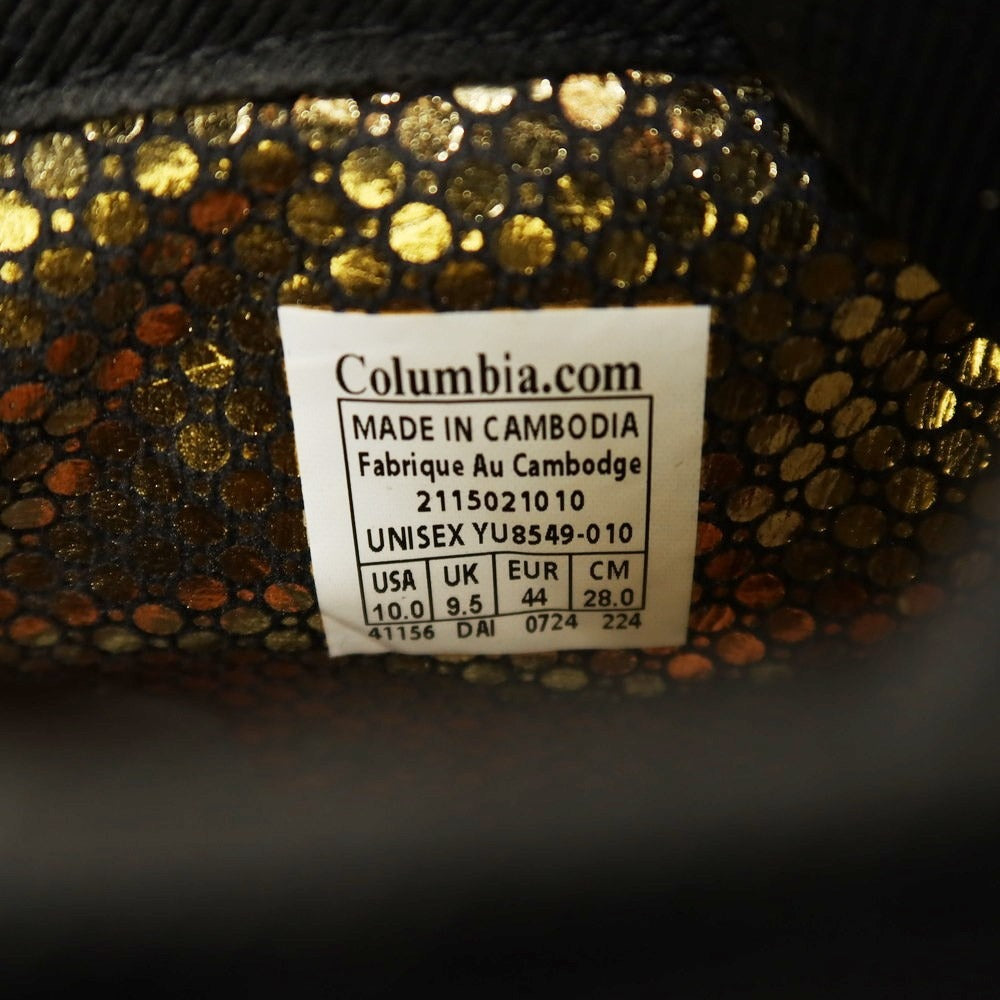 Columbia.com
MADE IN CAMBODIA
Fabrique Au Cambodge
2115021010
UNISEX YU8549-010
USA UK EUR CM
10.0 9.5 44 28.0
41156 DAI 0724 224